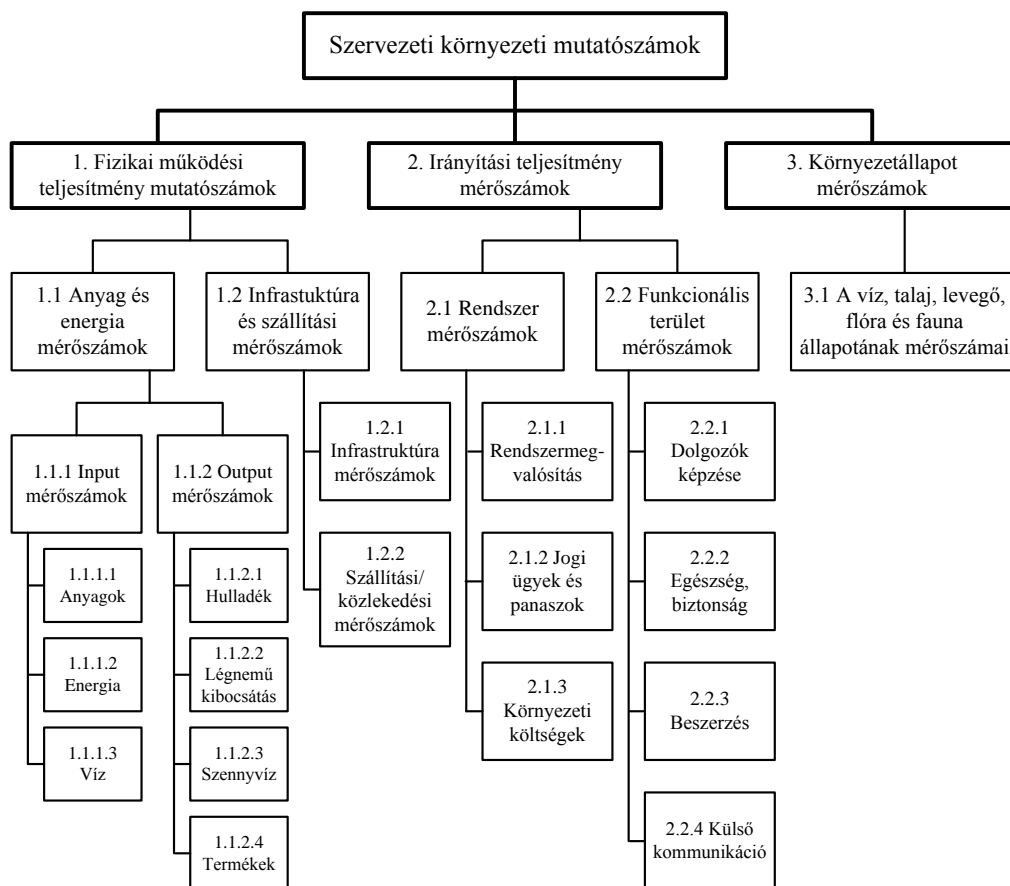 Szervezeti környezeti mutatószámok
1. Fizikai működési
teljesítmény mutatószámok
2. Irányítási teljesítmény
mérőszámok
3. Környezetállapot
mérőszámok
1.1 Anyag és
energia
mérőszámok
1.2 Infrastuktúra
és szállítási
mérőszámok
2.1 Rendszer
mérőszámok
2.2 Funkcionális
terület
mérőszámok
3.1 A víz, talaj, levegő,
flóra és fauna
állapotának mérőszámai
1.1.1 Input
mérőszámok
1.1.2 Output
mérőszámok
1.2.1
Infrastruktúra
mérőszámok
2.1.1
Rendszermeg-
valósítás
2.2.1
Dolgozók
képzése
1.1.1.1
Anyagok
1.1.2.1
Hulladék
1.2.2
Szállítási/
közlekedési
mérőszámok
2.1.2 Jogi
ügyek és
panaszok
2.2.2
Egészség,
biztonság
1.1.1.2
Energia
1.1.2.2
Légnemű
kibocsátás
2.1.3
Környezeti
költségek
2.2.3
Beszerzés
1.1.1.3
Víz
1.1.2.3
Szennyvíz
1.1.2.4
Termékek
2.2.4 Külső
kommunikáció